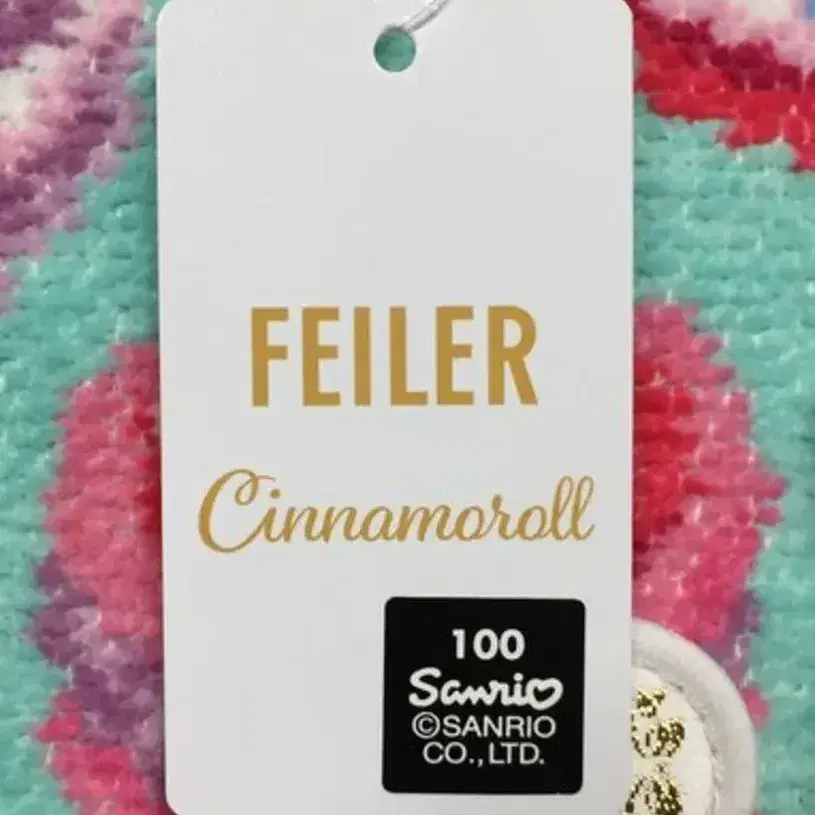 FEILER
Cinnamoroll
100
Sanrio
©SANRIO
CO.,LTD.